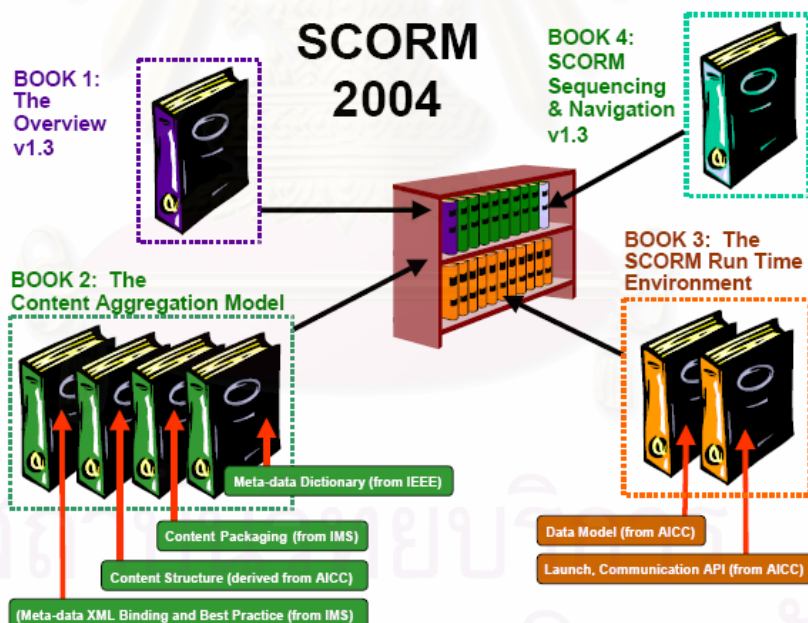 SCORM
2004
BOOK 1:
The
Overview
v1.3
BOOK 4:
SCORM
Sequencing
& Navigation
v1.3
BOOK 2:  The
Content Aggregation Model
BOOK 3:  The
SCORM Run Time
Environment
Meta-data Dictionary (from IEEE)
Content Packaging (from IMS)
Content Structure (derived from AICC)
(Meta-data XML Binding and Best Practice (from IMS)
Data Model (from AICC)
Launch, Communication API (from AICC)